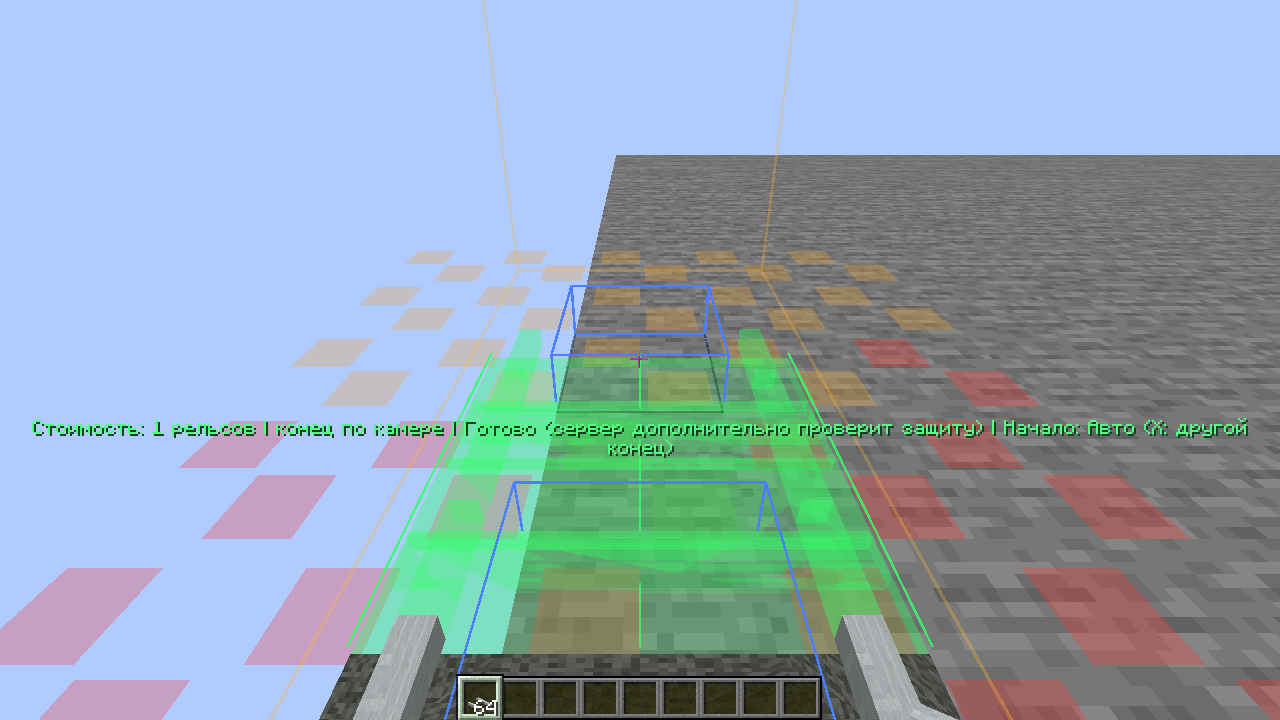 Стоимость: 1 рельсов | конец по камере | Готово (сервер дополнительно проверит защиту) | Начало: Авто (X: другой
конец)
64